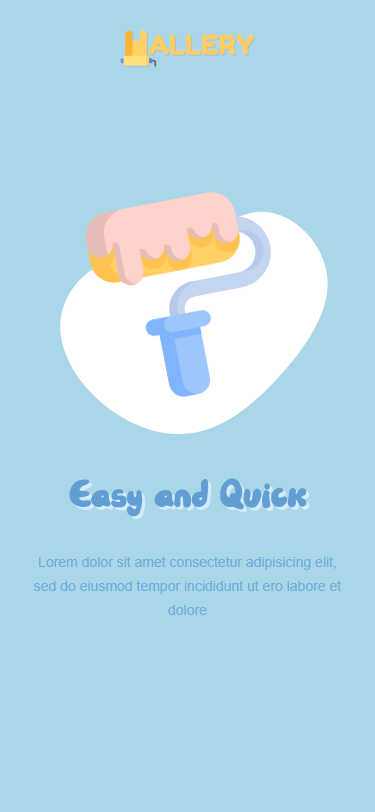 ALLERY
Easy and Quick
Lorem dolor sit amet consectetur adipisicing elit,
sed do eiusmod tempor incididunt ut ero labore et
dolore